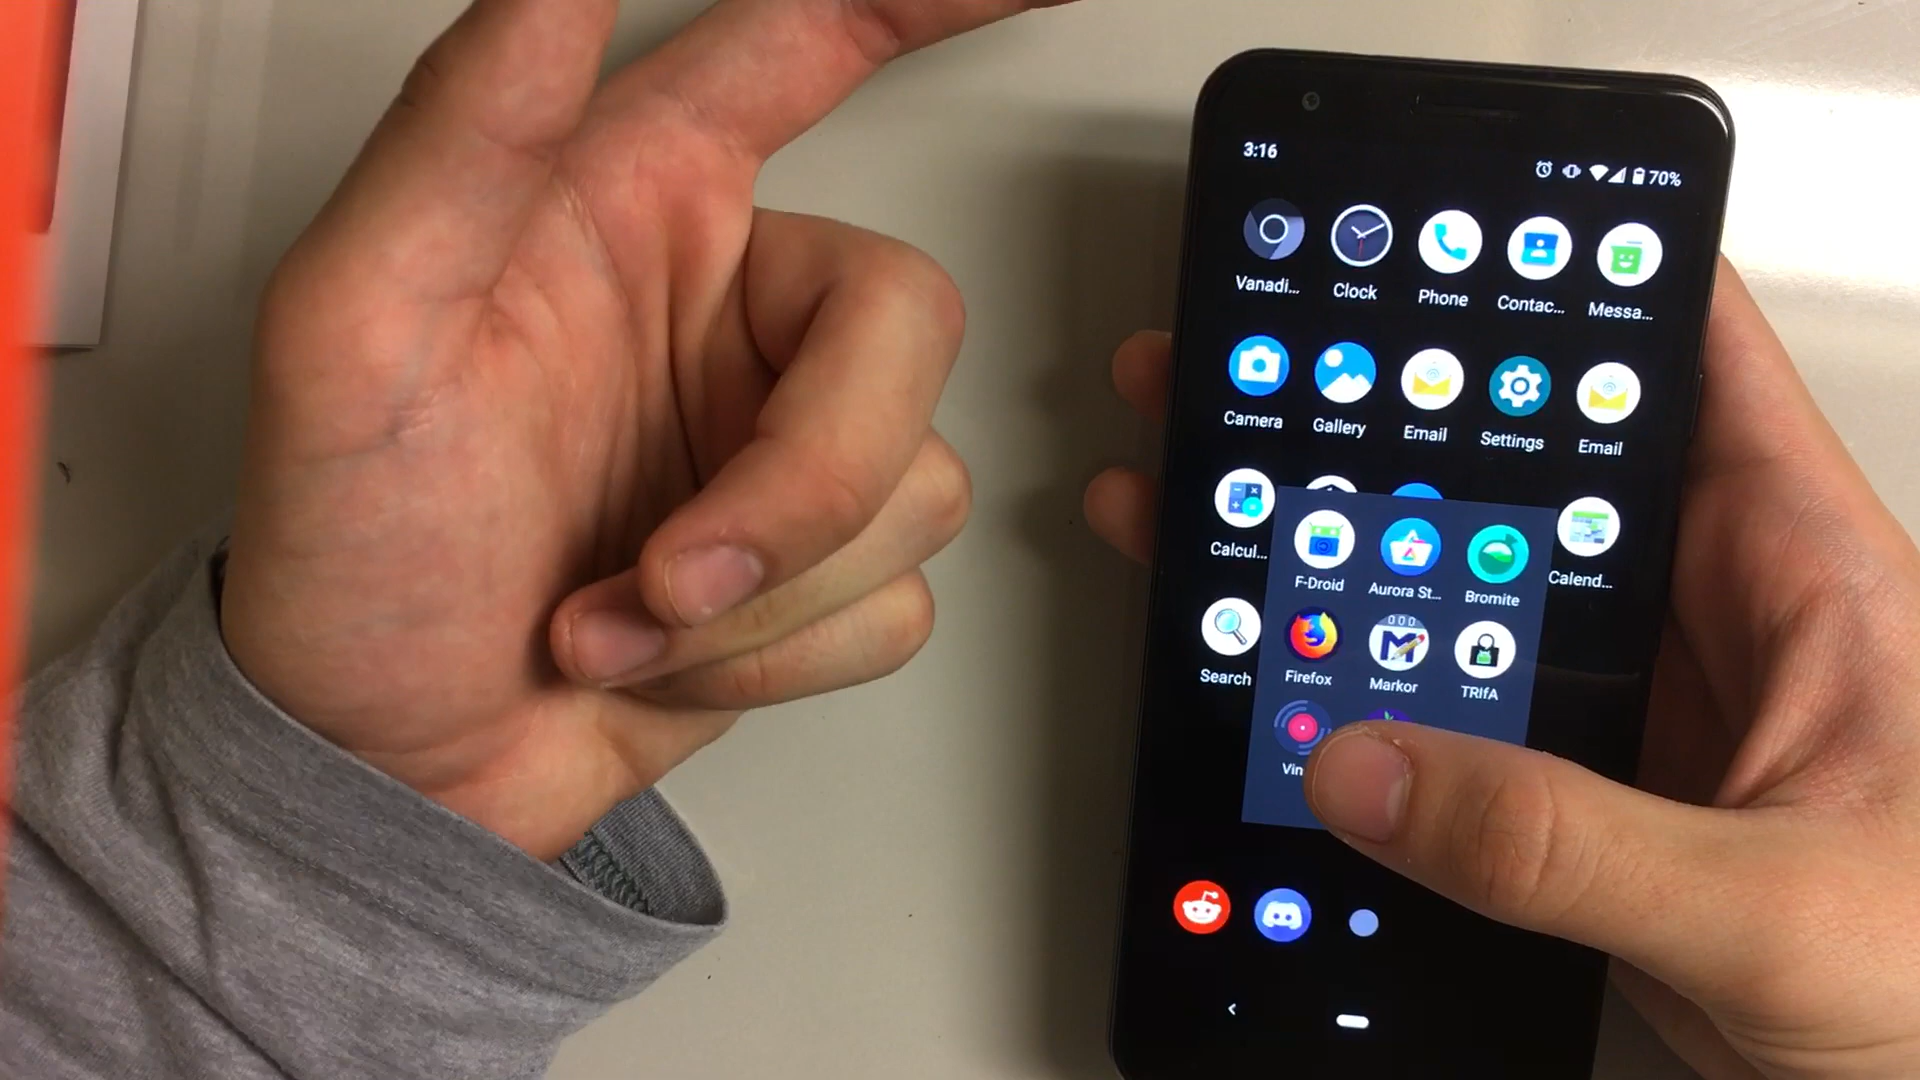 3:16
70%
Vanadi...
Clock
Phone
Contac...
Messa...
Camera
Gallery
Email
Settings
Email
Calcul...
Calend...
F-Droid
Aurora St...
Bromite
Search
Firefox
Markor
TRIfA
Vin